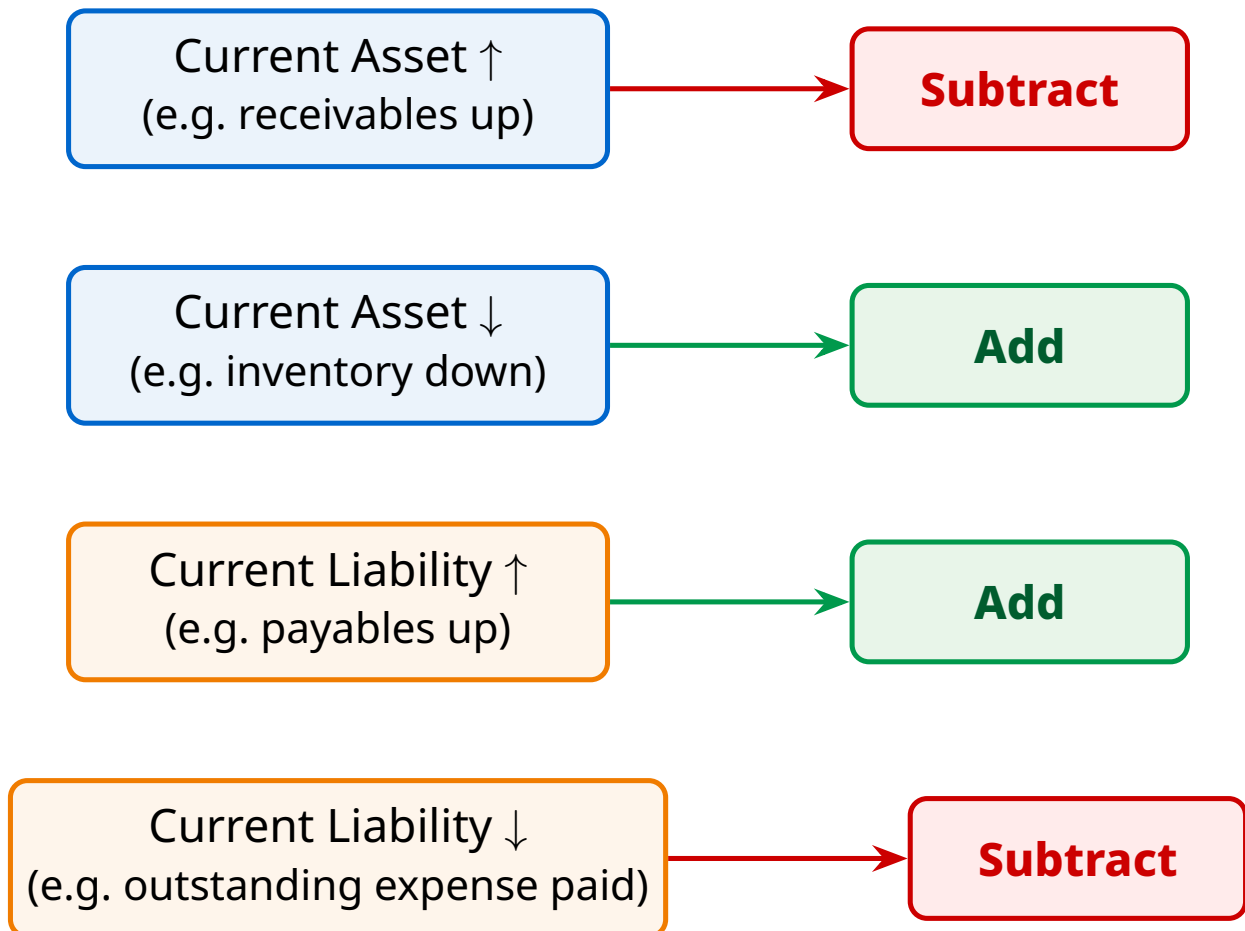 Current Asset ↑
(e.g. receivables up)
Subtract
Current Asset ↓
(e.g. inventory down)
Add
Current Liability ↑
(e.g. payables up)
Add
Current Liability ↓
(e.g. outstanding expense paid)
Subtract